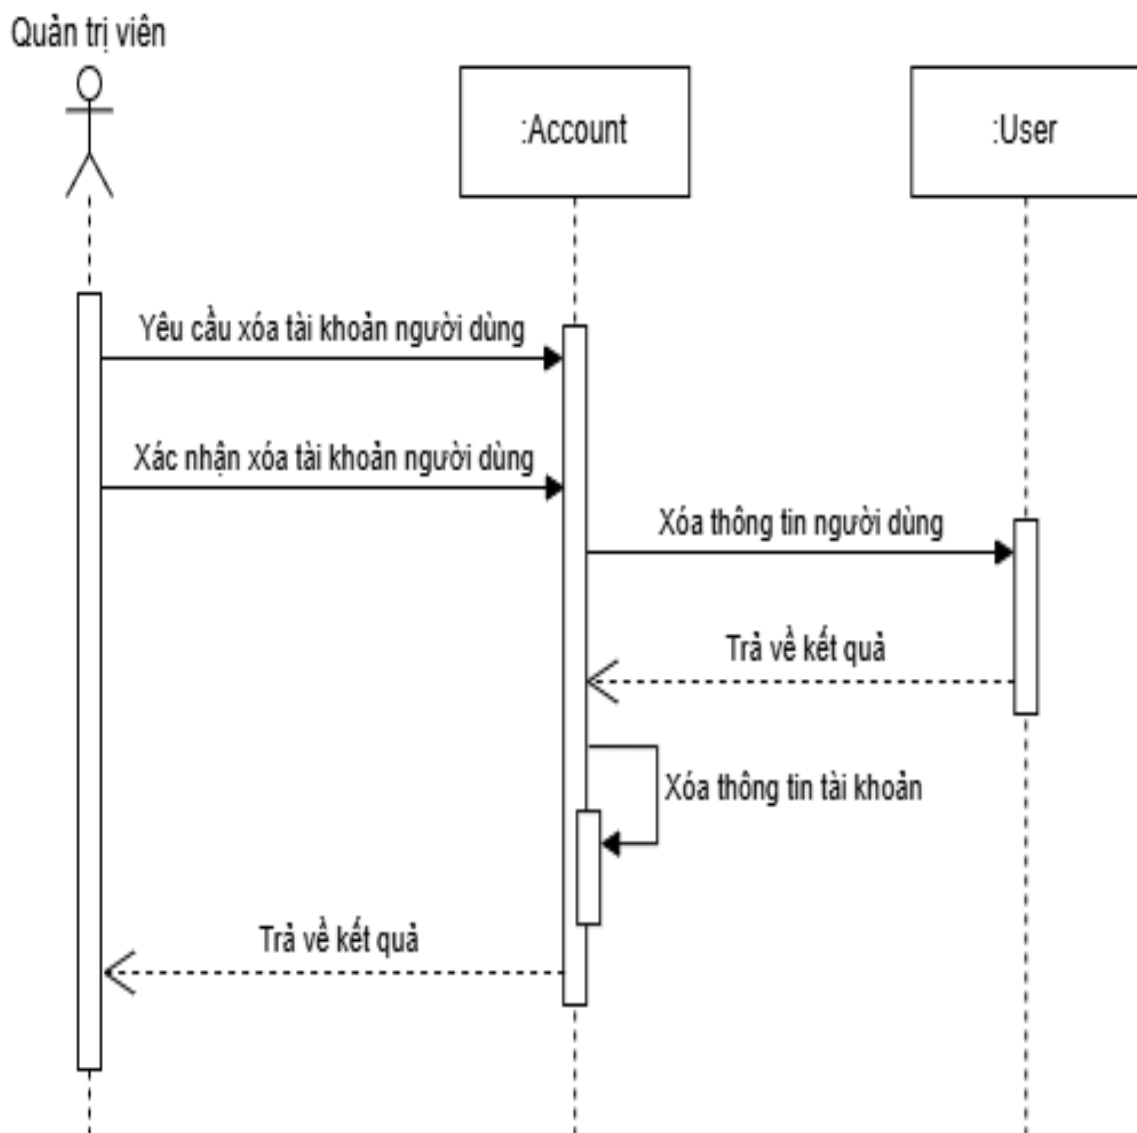 Quản trị viên
:Account
:User
Yêu cầu xóa tài khoản người dùng
Xác nhận xóa tài khoản người dùng
Xóa thông tin người dùng
Trả về kết quả
Xóa thông tin tài khoản
Trả về kết quả